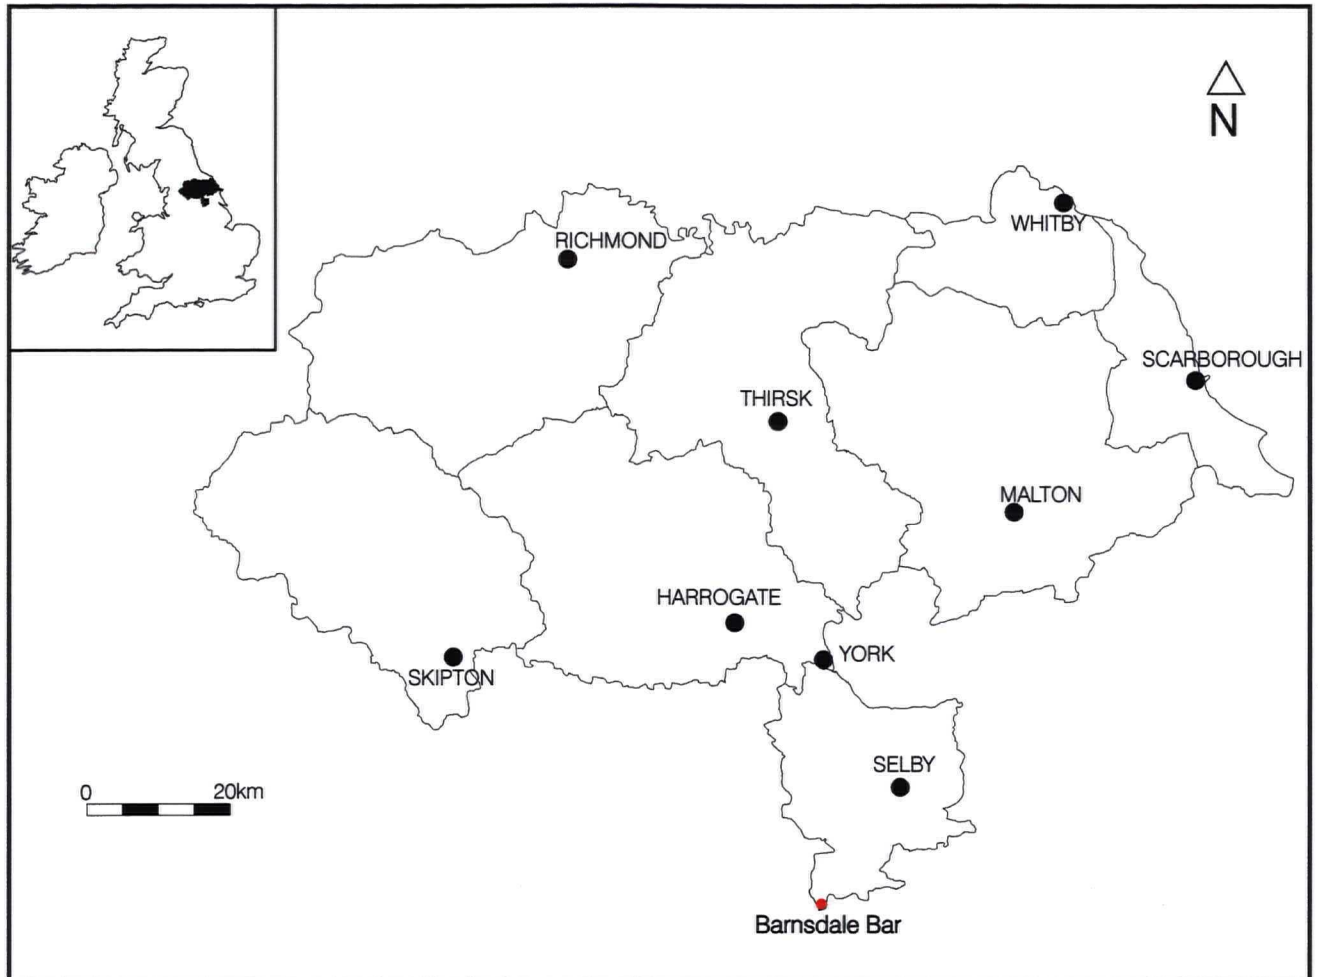 N
WHITBY
RICHMOND
SCARBOROUGH
THIRSK
MALTON
HARROGATE
YORK
SKIPTON
SELBY
0 20km
Barnsdale Bar